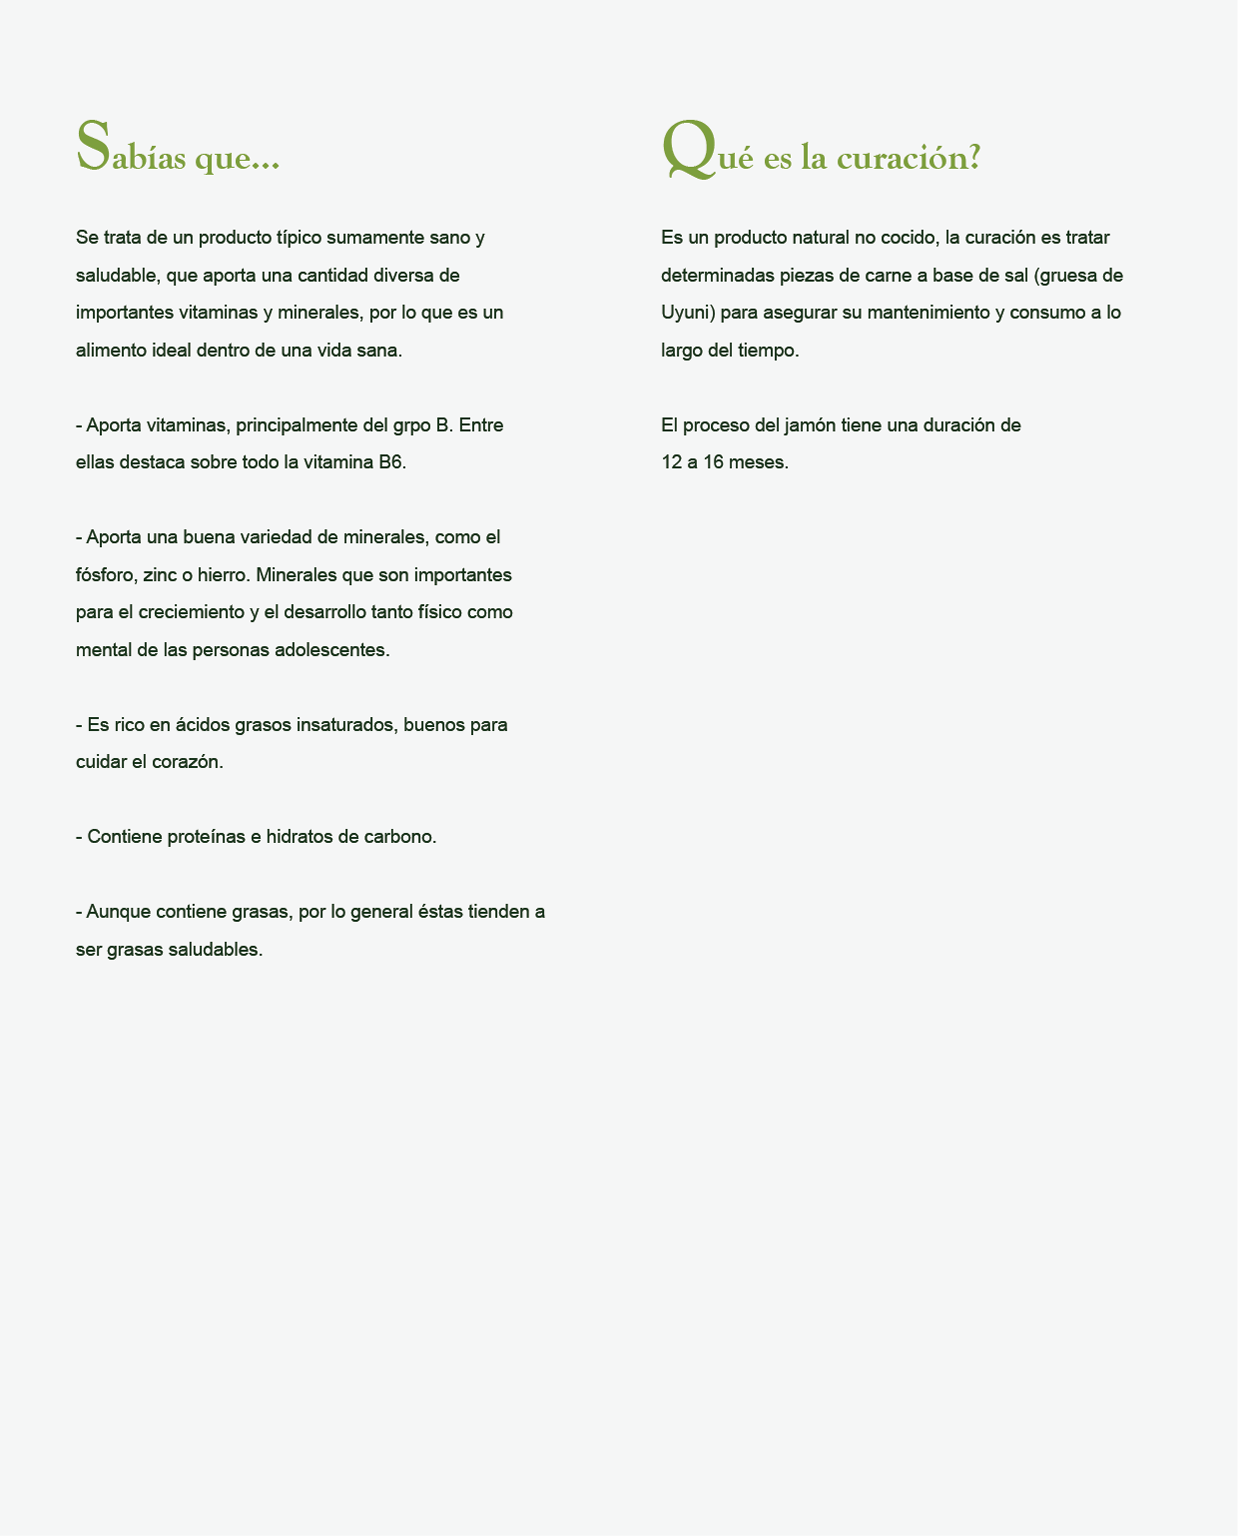 Sabías que...
Se trata de un producto típico sumamente sano y
saludable, que aporta una cantidad diversa de
importantes vitaminas y minerales, por lo que es un
alimento ideal dentro de una vida sana.
- Aporta vitaminas, principalmente del grpo B. Entre
ellas destaca sobre todo la vitamina B6.
- Aporta una buena variedad de minerales, como el
fósforo, zinc o hierro. Minerales que son importantes
para el creciemiento y el desarrollo tanto físico como
mental de las personas adolescentes.
- Es rico en ácidos grasos insaturados, buenos para
cuidar el corazón.
- Contiene proteínas e hidratos de carbono.
- Aunque contiene grasas, por lo general éstas tienden a
ser grasas saludables.
Qué es la curación?
Es un producto natural no cocido, la curación es tratar
determinadas piezas de carne a base de sal (gruesa de
Uyuni) para asegurar su mantenimiento y consumo a lo
largo del tiempo.
El proceso del jamón tiene una duración de
12 a 16 meses.